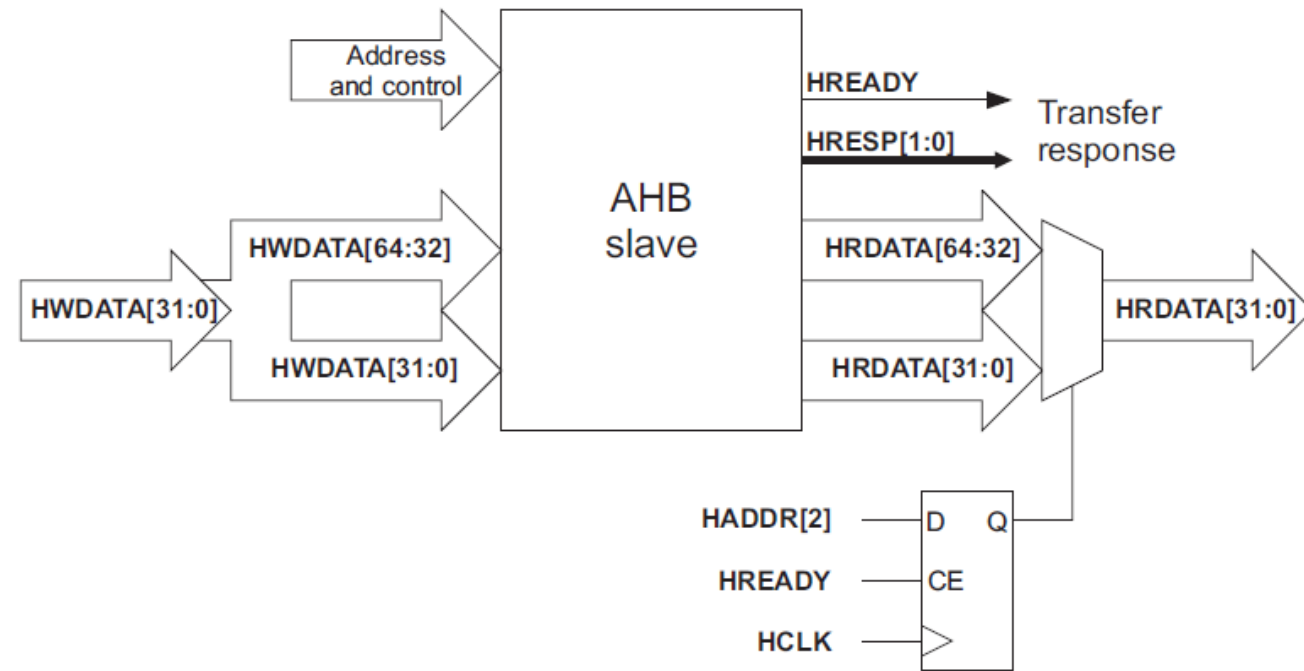 Address
and control
HREADY
Transfer
response
HRESP[1:0]
AHB
slave
HWDATA[64:32]
HRDATA[64:32]
HWDATA[31:0]
HRDATA[31:0]
HWDATA[31:0]
HRDATA[31:0]
HADDR[2]
D Q
HREADY
CE
HCLK